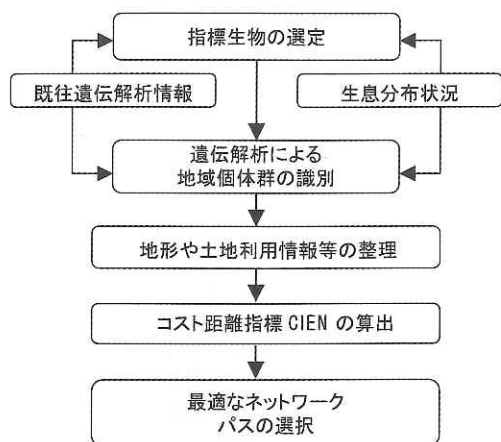 指標生物の選定
既往遺伝解析情報
生息分布状況
遺伝解析による
地域個体群の識別
地形や土地利用情報等の整理
コスト距離指標 CIEN の算出
最適なネットワーク
パスの選択